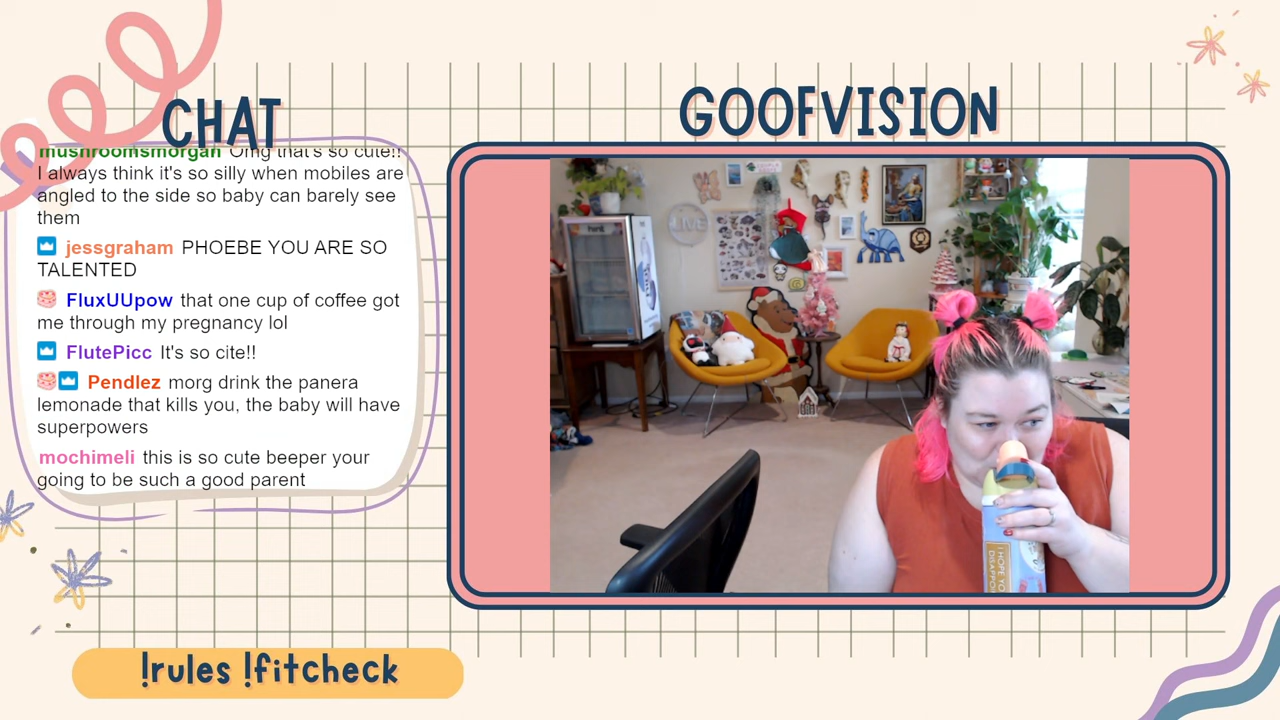 CHAT
GOOFVISION
mushroomsmorgan Omg that's so cute!!
I always think it's so silly when mobiles are
angled to the side so baby can barely see
them
jessgraham PHOEBE YOU ARE SO
TALENTED
FluxUUpow that one cup of coffee got
me through my pregnancy lol
FlutePicc It's so cite!!
Pendlez morg drink the panera
lemonade that kills you, the baby will have
superpowers
mochimeli this is so cute beeper your
going to be such a good parent
LIVE
I HOPE YO
!rules !fitcheck